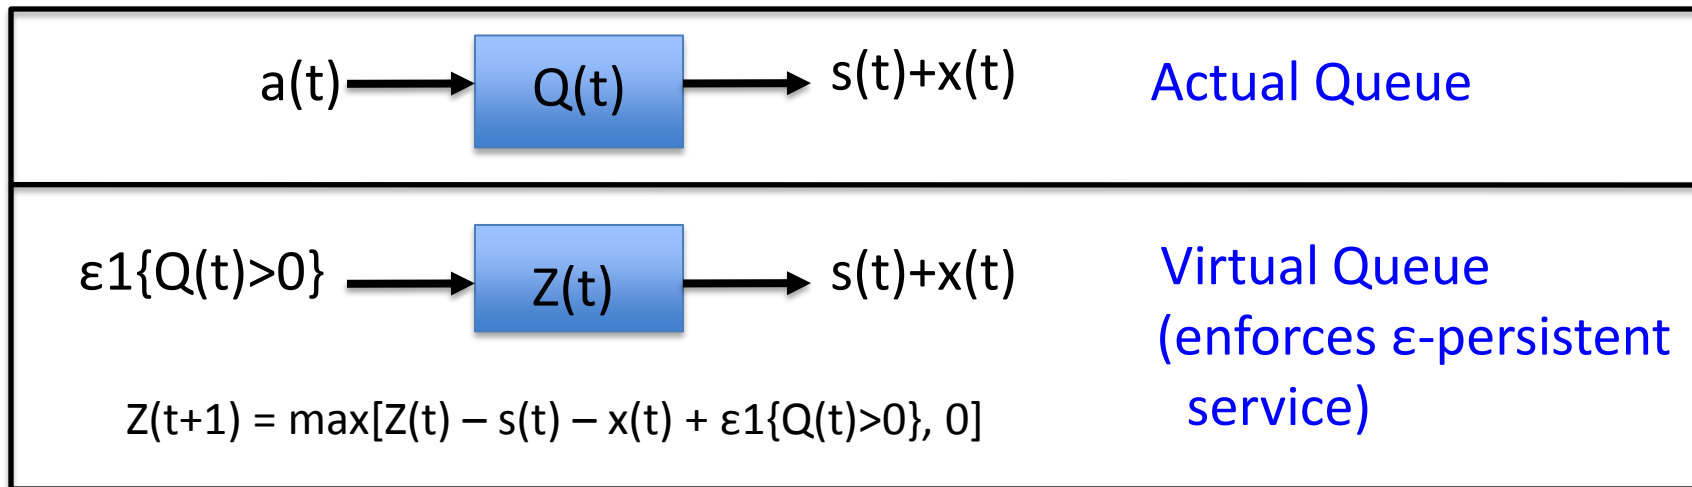 a(t) Q(t) s(t)+x(t) Actual Queue
ε1{Q(t)>0} Z(t) s(t)+x(t) Virtual Queue
(enforces ε-persistent
service)
Z(t+1) = max[Z(t) – s(t) – x(t) + ε1{Q(t)>0}, 0]